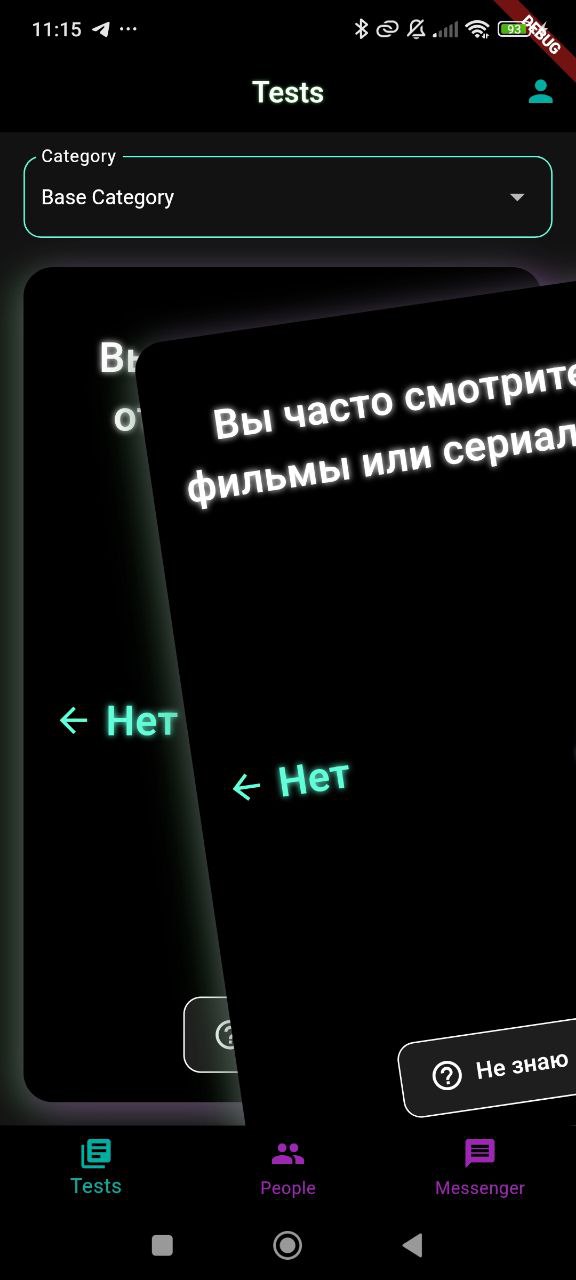 11:15
93
DEBUG
Tests
Category
Base Category
Вы часто смотрите
фильмы или сериал
Нет
Нет
Не знаю
Tests
People
Messenger